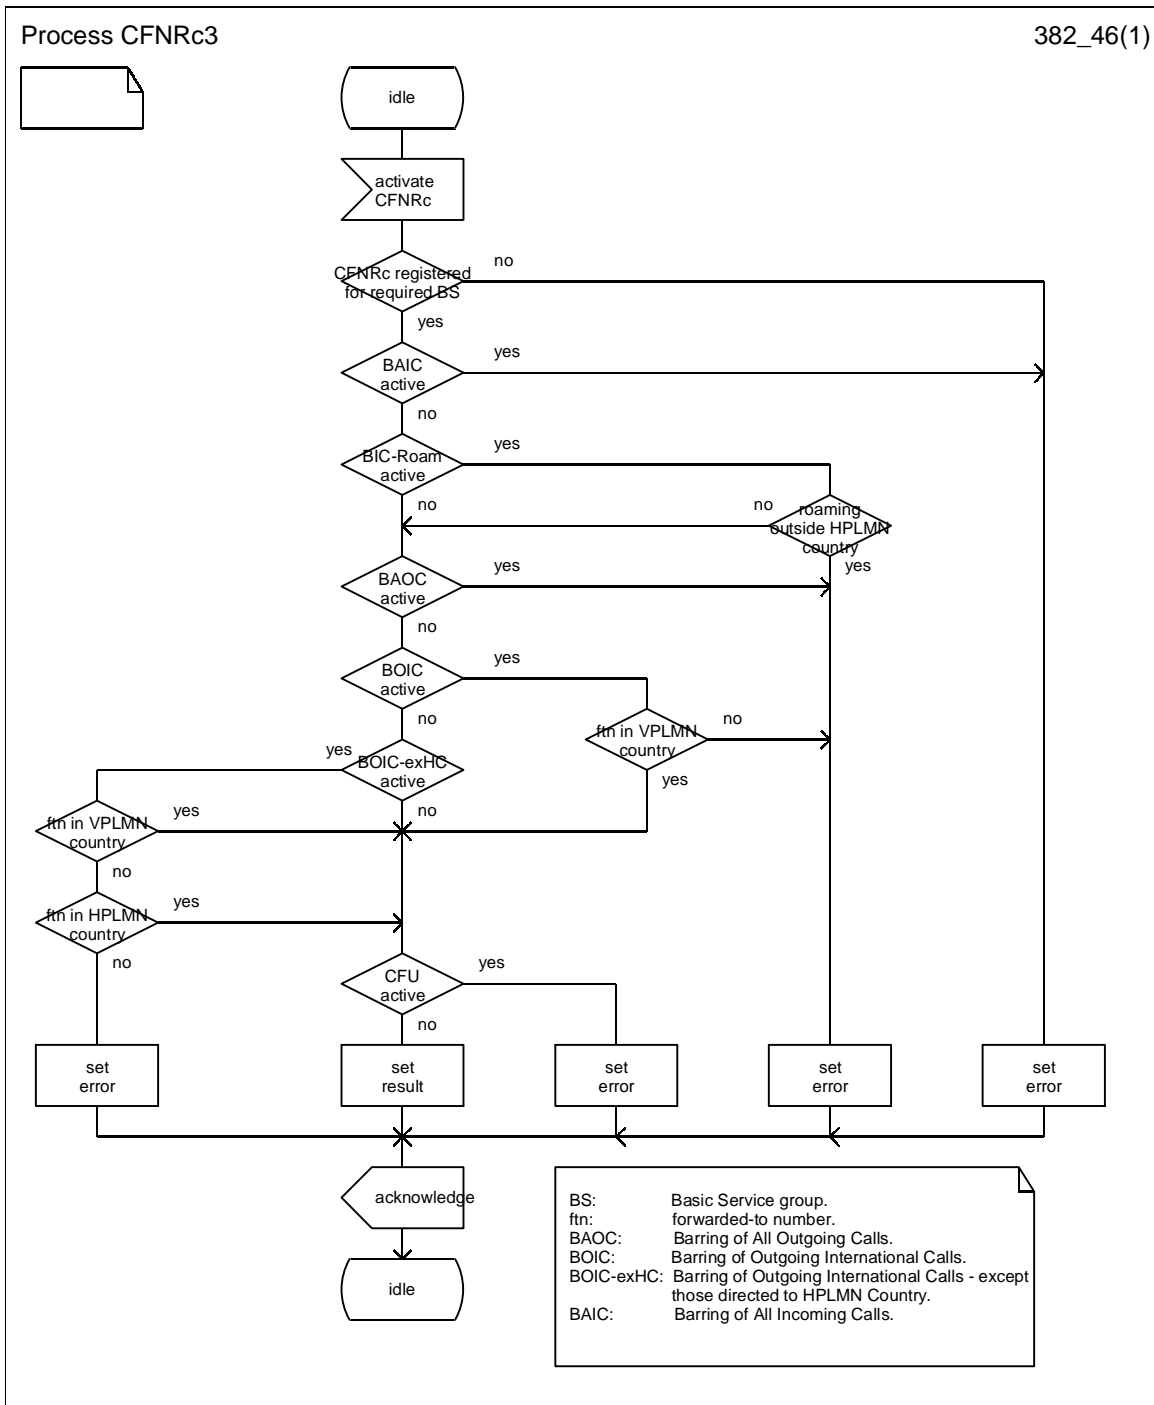 Process CFNRc3
382_46(1)
idle
activate
CFNRc
CFNRc registered
for required BS
no
yes
BAIC
active
yes
no
BIC-Roam
active
yes
no
no
roaming
outside HPLMN
country
yes
BAOC
active
yes
no
BOIC
active
yes
no
ftn in VPLMN
country
no
yes
yes
BOIC-exHC
active
no
ftn in VPLMN
country
yes
no
ftn in HPLMN
country
yes
no
CFU
active
yes
no
set
error
set
result
set
error
set
error
set
error
acknowledge
idle
BS: Basic Service group.
ftn: forwarded-to number.
BAOC: Barring of All Outgoing Calls.
BOIC: Barring of Outgoing International Calls.
BOIC-exHC: Barring of Outgoing International Calls - except
those directed to HPLMN Country.
BAIC: Barring of All Incoming Calls.